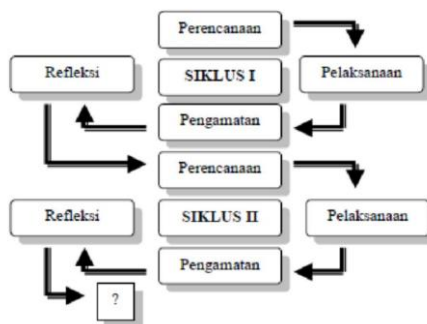 Perencanaan
Refleksi
SIKLUS I
Pelaksanaan
Pengamatan
Perencanaan
Refleksi
SIKLUS II
Pelaksanaan
Pengamatan
?